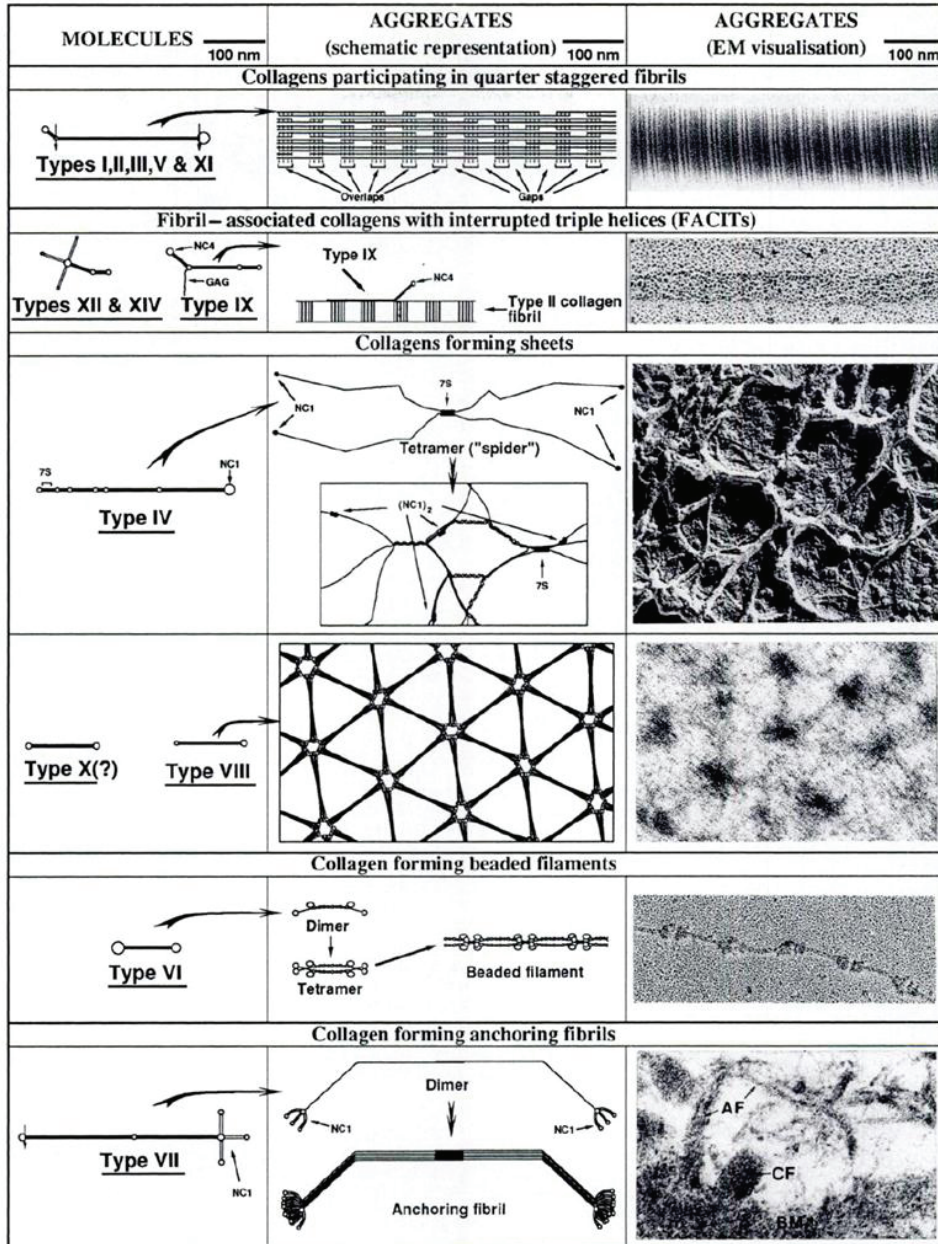 MOLECULES
100 nm
AGGREGATES
(schematic representation)
100 nm
AGGREGATES
(EM visualisation)
100 nm
Collagens participating in quarter staggered fibrils
Types I,II,III,V & XI
Overlaps
Gaps
Fibril – associated collagens with interrupted triple helices (FACITs)
NC4
GAG
Types XII & XIV
Type IX
Type IX
NC4
Type II collagen
fibril
Collagens forming sheets
7S
NC1
Type IV
NC1
7S
NC1
Tetramer ("spider")
(NC1)2
7S
Type X(?)
Type VIII
Collagen forming beaded filaments
Type VI
Dimer
Tetramer
Beaded filament
Collagen forming anchoring fibrils
Type VII
NC1
Dimer
NC1
NC1
Anchoring fibril
AF
CF
BM